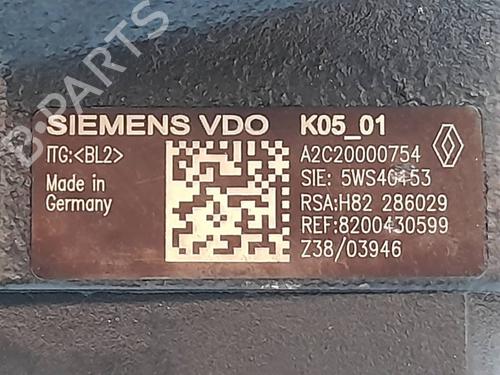 SIEMENS VDO K05_01
ITG:<BL2> A2C20000754
Made in Germany
SIE: 5WS40453
RSA:H82 286029
REF:8200430599
Z38/03946
B-PARTS